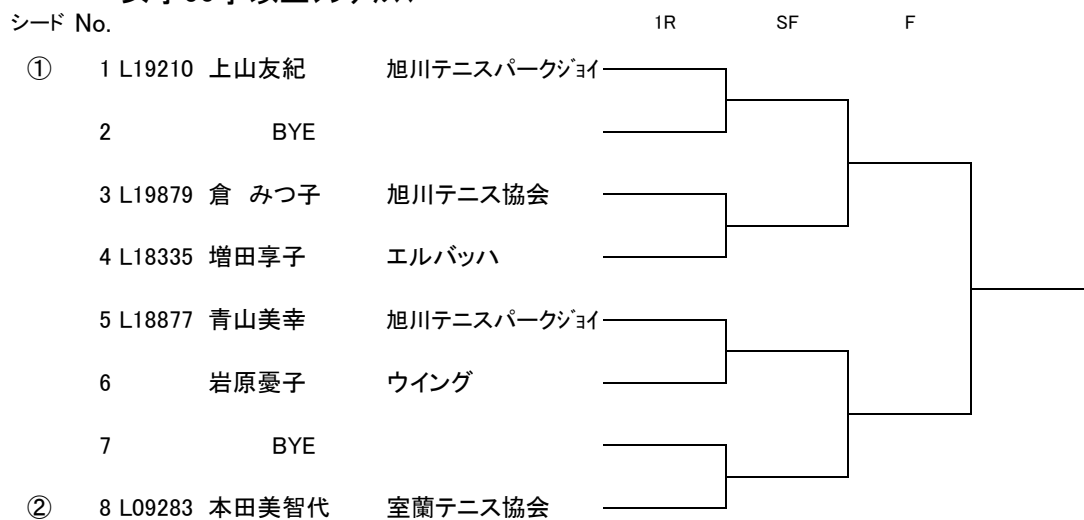 シード No. 1R SF F
① 1 L19210 上山友紀 旭川テニスパークジョイ
2 BYE
3 L19879 倉 みつ子 旭川テニス協会
4 L18335 増田享子 エルバッハ
5 L18877 青山美幸 旭川テニスパークジョイ
6 岩原憂子 ウイング
7 BYE
② 8 L09283 本田美智代 室蘭テニス協会